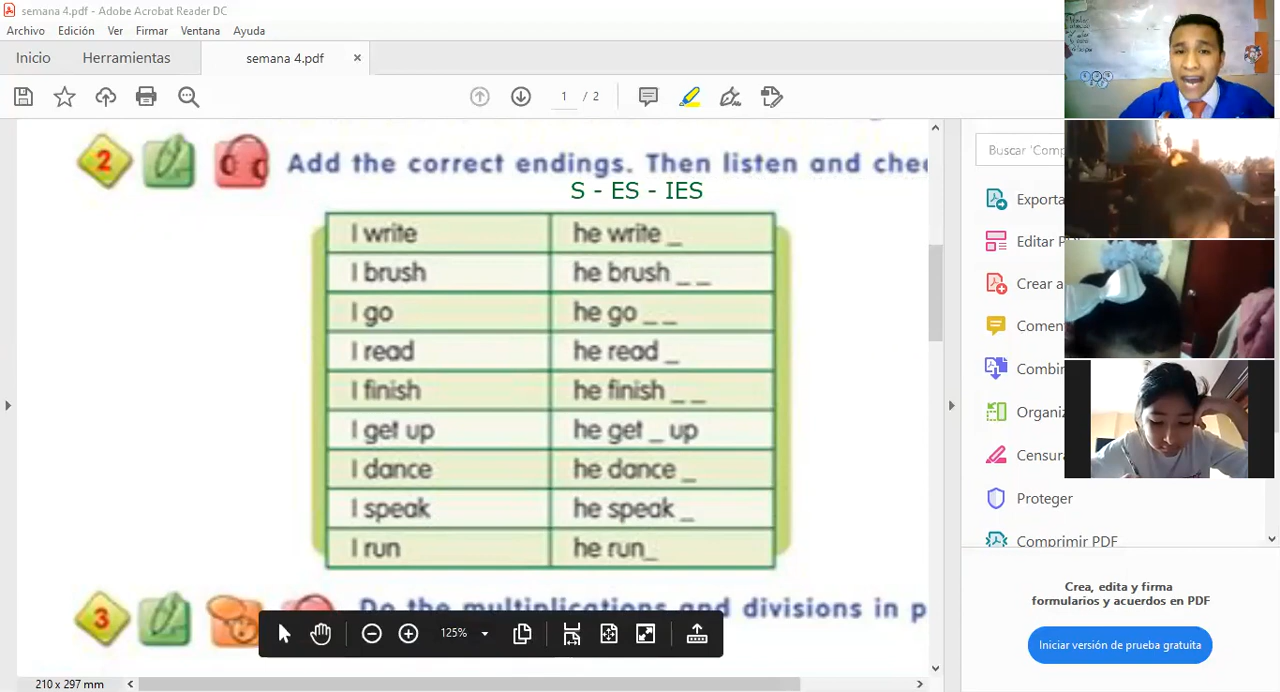 semana 4.pdf - Adobe Acrobat Reader DC
Archivo Edición Ver Firmar Ventana Ayuda
Inicio Herramientas semana 4.pdf ×
1 / 2
2 Add the correct endings. Then listen and chec
S - ES - IES
I write he write _
I brush he brush _ _
I go he go _ _
I read he read _
I finish he finish _ _
I get up he get _ up
I dance he dance _
I speak he speak _
I run he run_
3 Do the multiplications and divisions in p
125%
210 x 297 mm
Buscar 'Comp
Exporta
Editar P
Crear a
Comen
Combin
Organiz
Censura
Proteger
Comprimir PDF
Crea, edita y firma
formularios y acuerdos en PDF
Iniciar versión de prueba gratuita